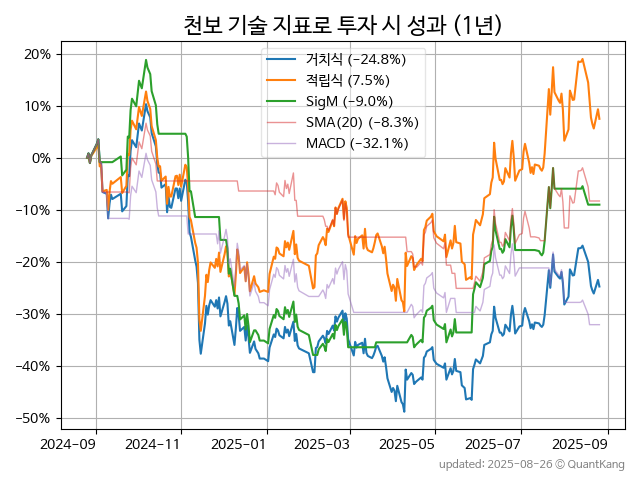 천보 기술 지표로 투자 시 성과 (1년)
거치식 (−24.8%)
적립식 (7.5%)
SigM (−9.0%)
SMA(20) (−8.3%)
MACD (−32.1%)
20%
10%
0%
−10%
−20%
−30%
−40%
−50%
2024−09 2024−11 2025−01 2025−03 2025−05 2025−07 2025−09
updated: 2025−08−26 © QuantKang